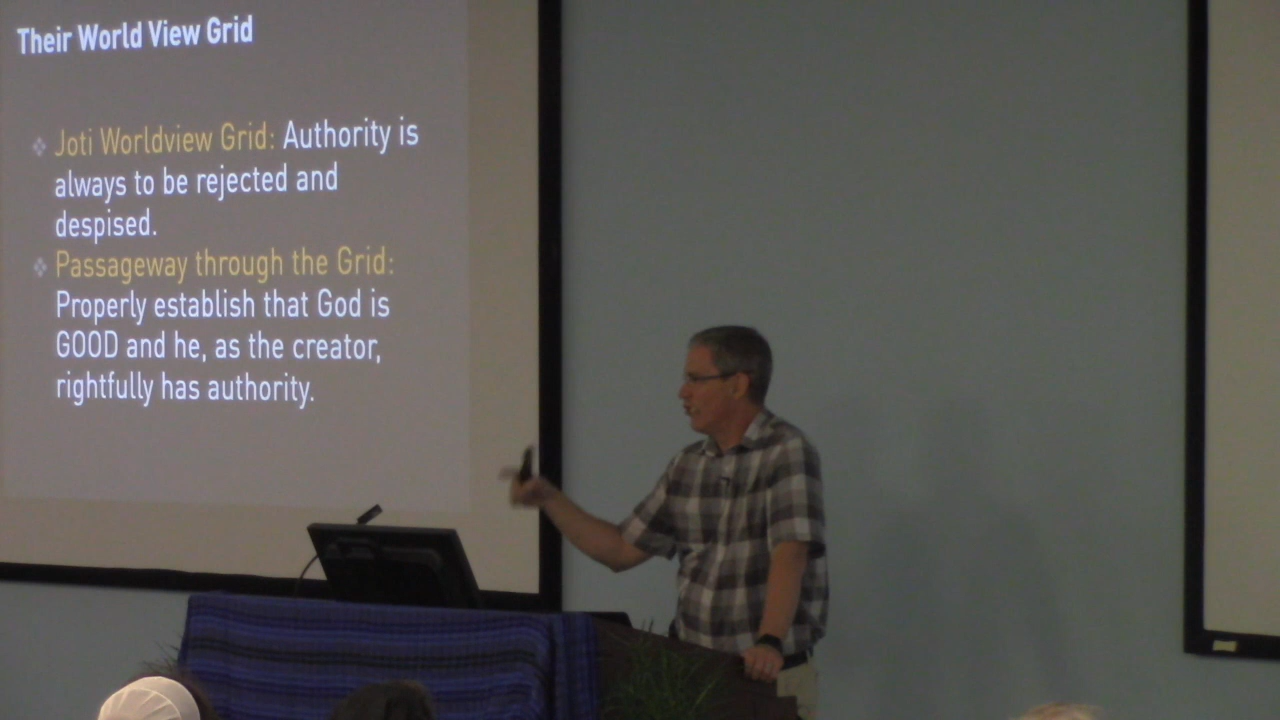 Their World View Grid
Joti Worldview Grid: Authority is
always to be rejected and
despised.
Passageway through the Grid:
Properly establish that God is
GOOD and he, as the creator,
rightfully has authority.